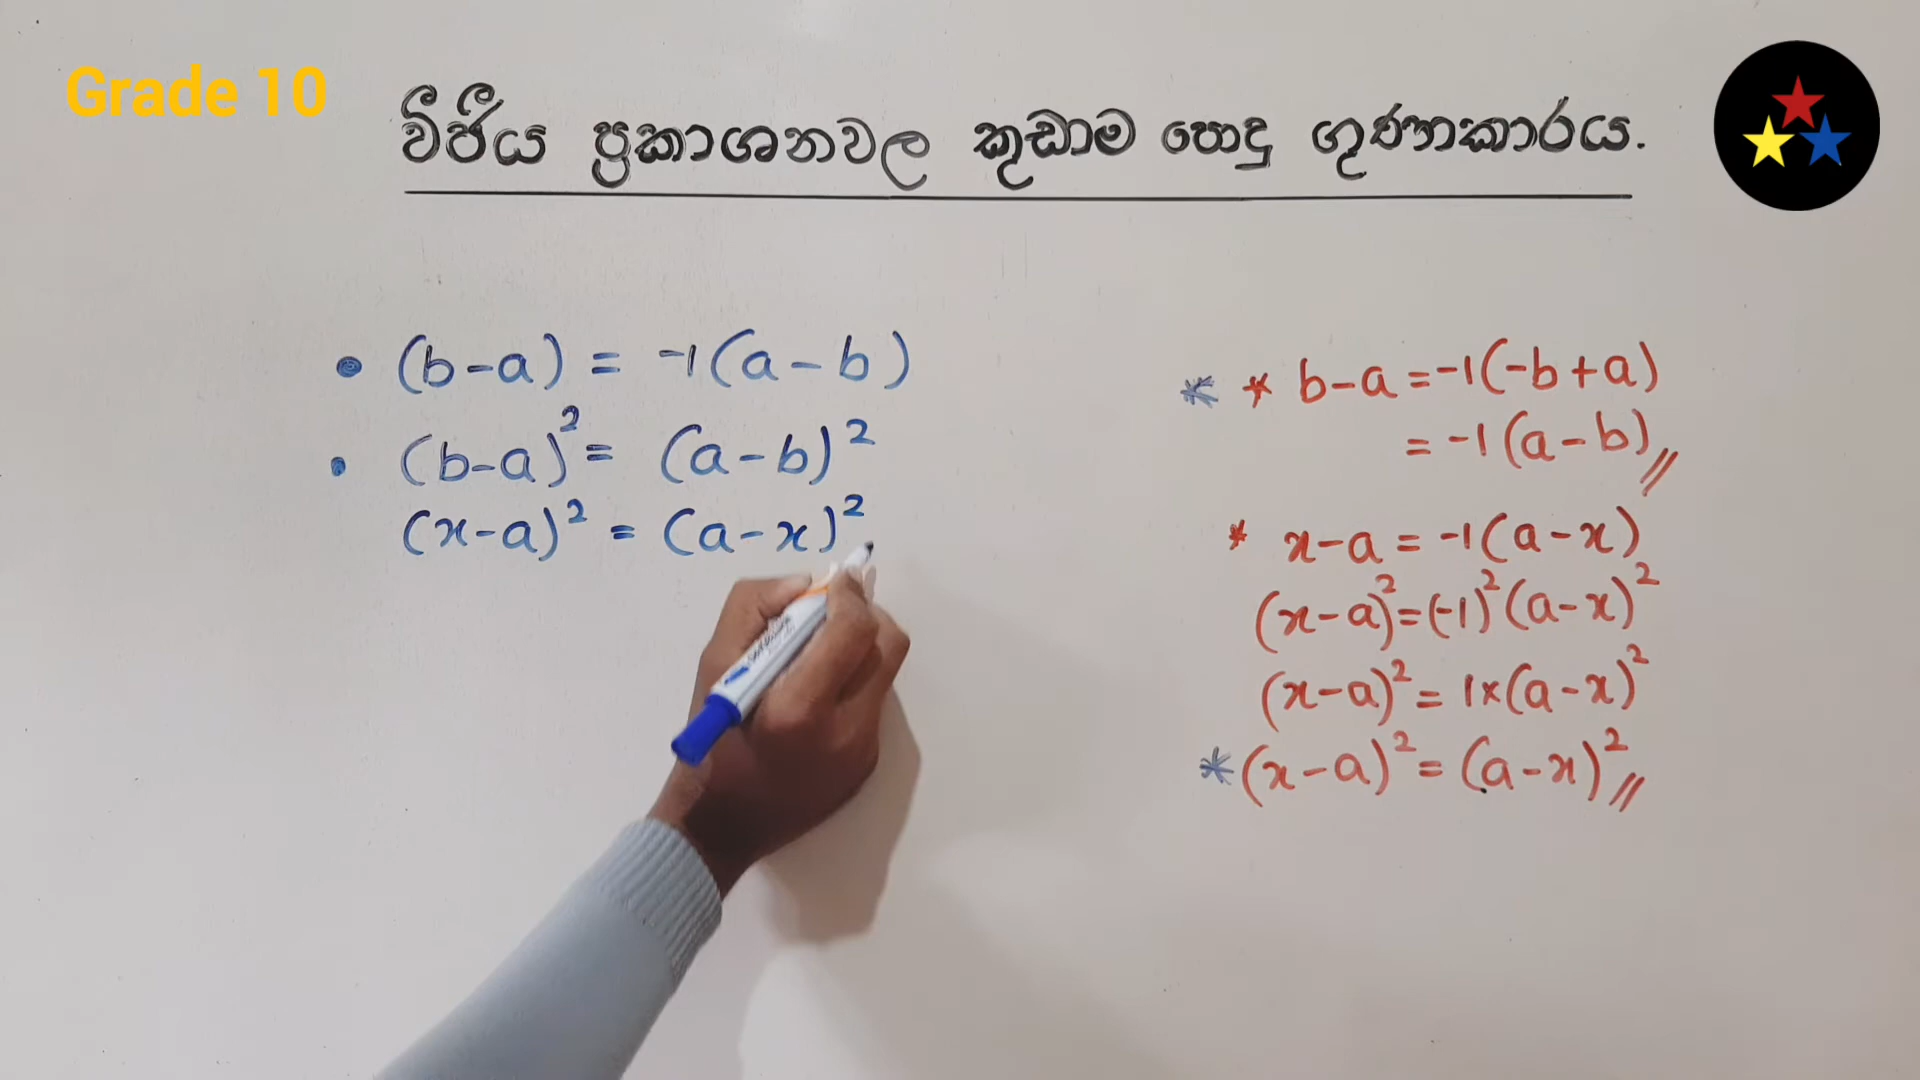 Grade 10
වීජීය ප්‍රකාශනවල කුඩාම පොදු ගුණාකාරය.
• (b-a) = -1(a-b)
• (b-a)² = (a-b)²
(x-a)² = (a-x)²
* * b-a = -1(-b+a)
= -1(a-b)//
* x-a = -1(a-x)
(x-a)² = (-1)²(a-x)²
(x-a)² = 1×(a-x)²
* (x-a)² = (a-x)²//